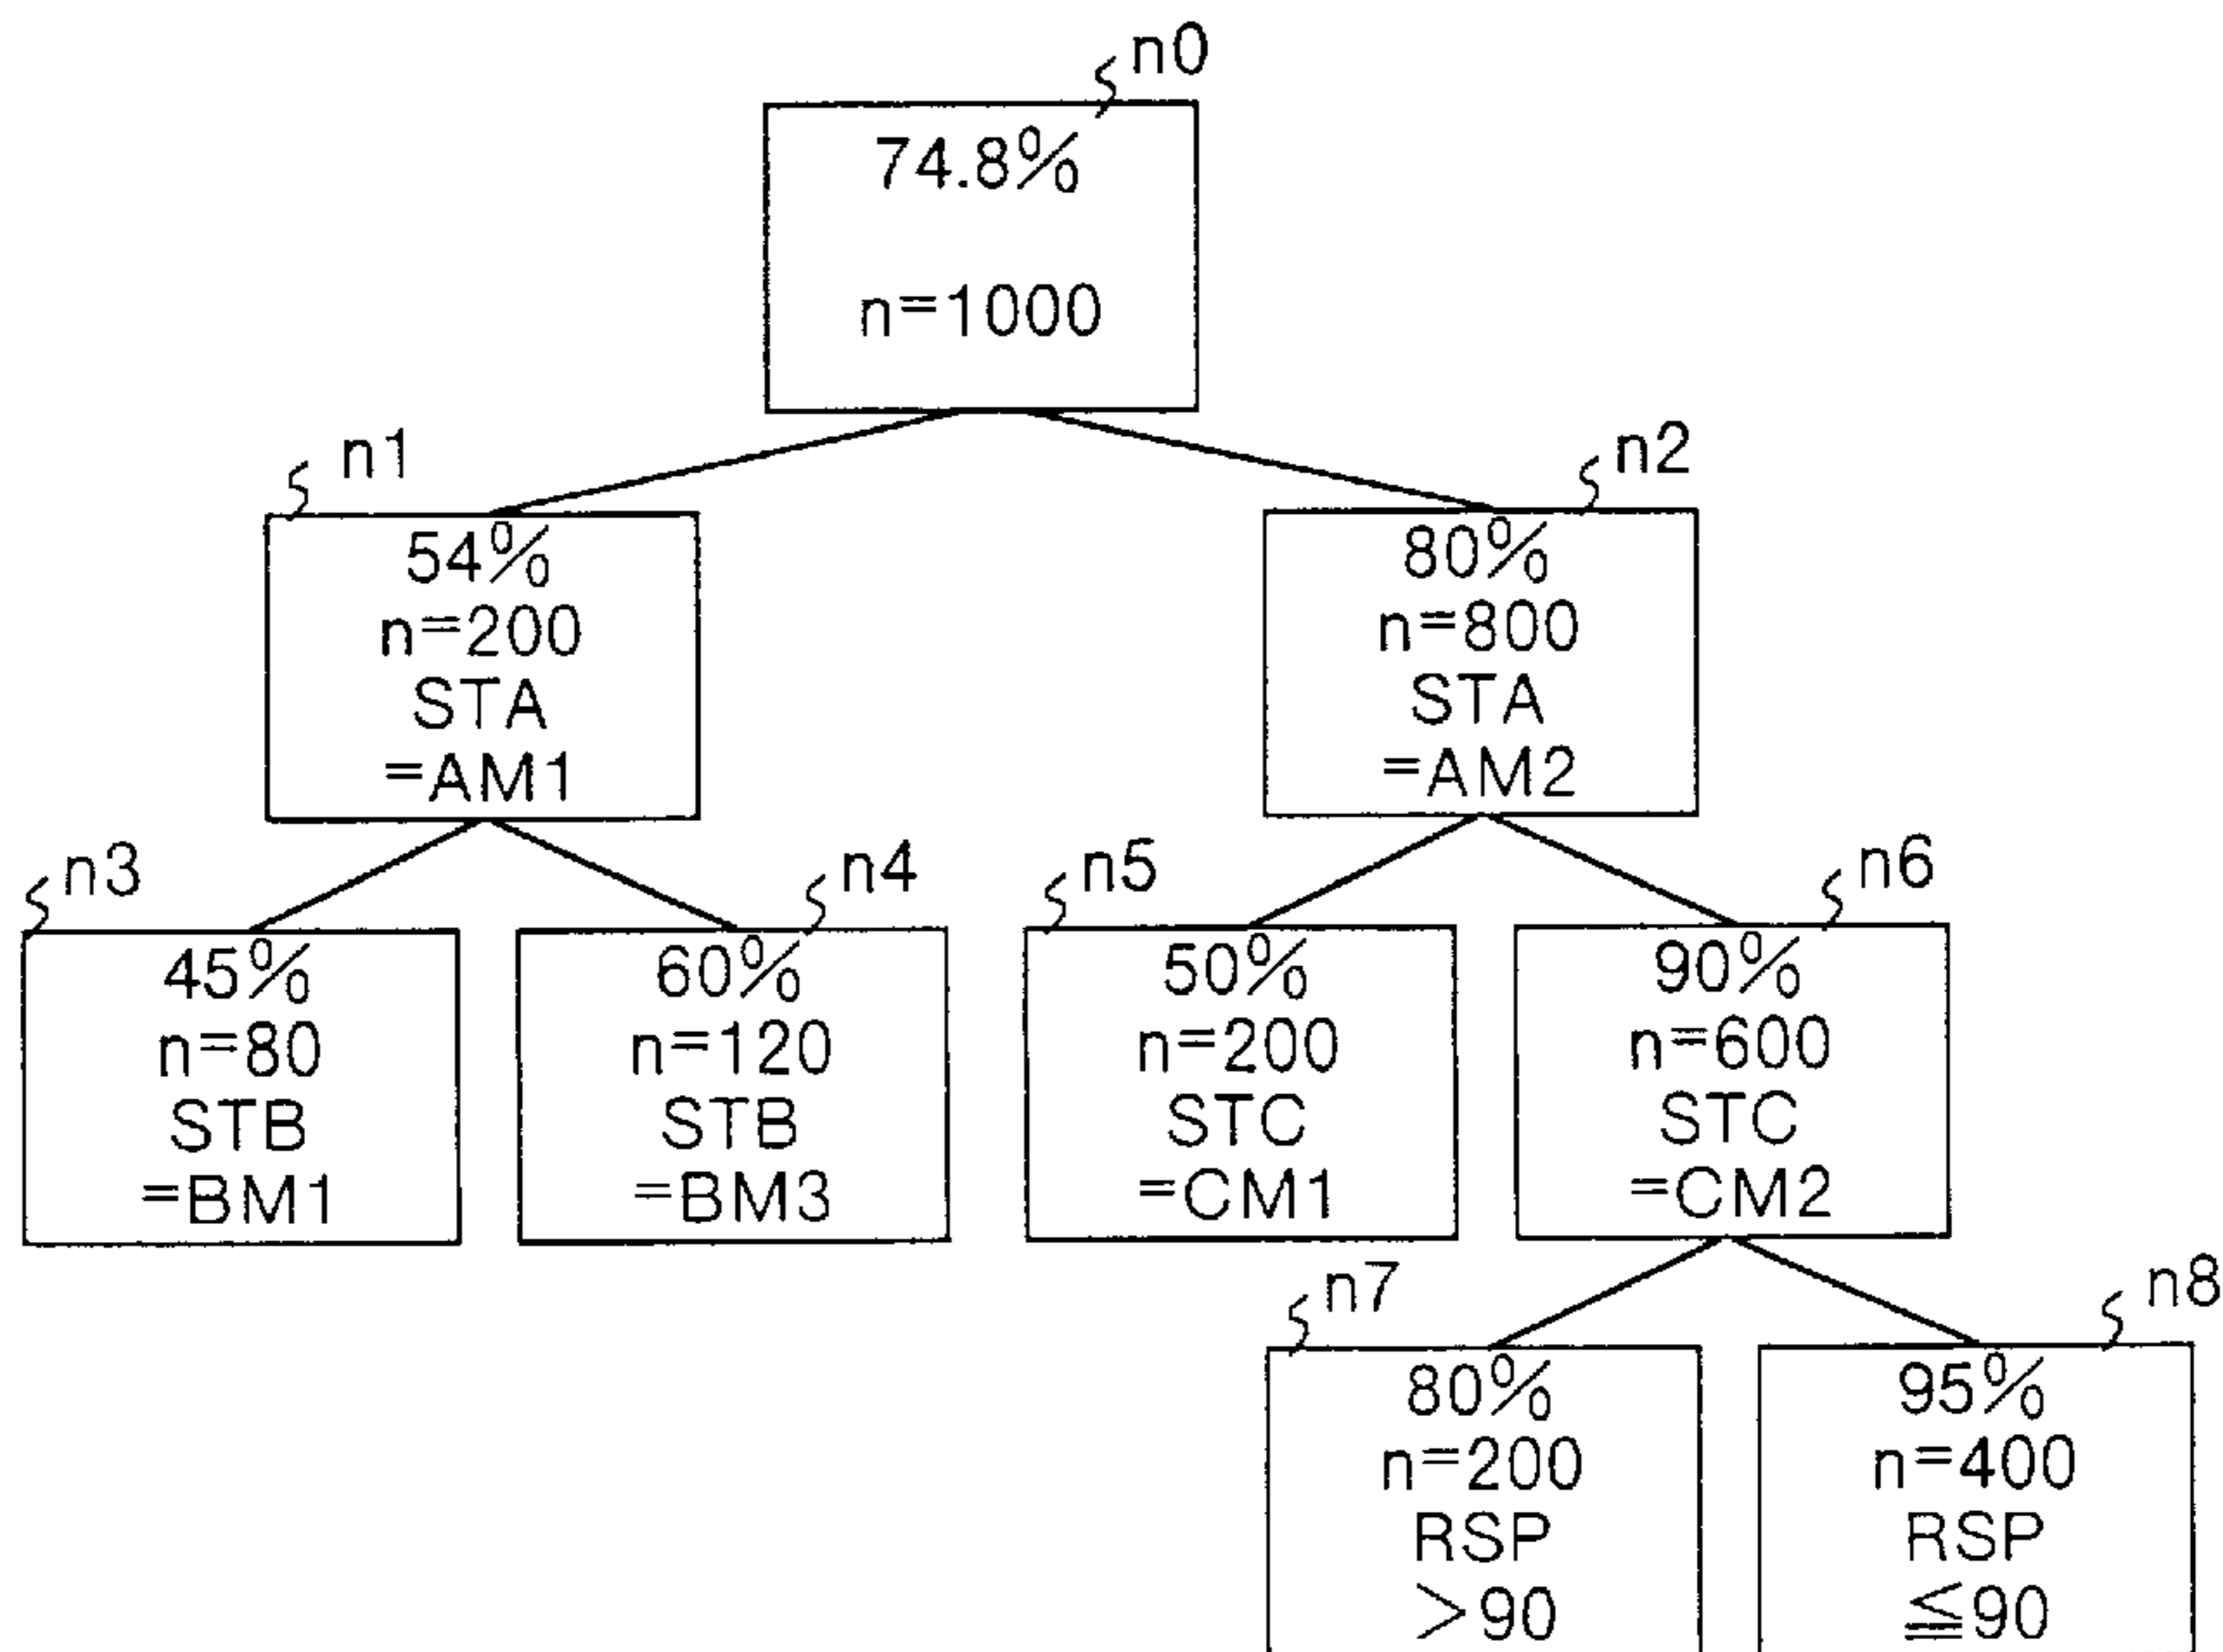 n0
74.8%
n=1000
n1
54%
n=200
STA
=AM1
n2
80%
n=800
STA
=AM2
n3
45%
n=80
STB
=BM1
n4
60%
n=120
STB
=BM3
n5
50%
n=200
STC
=CM1
n6
90%
n=600
STC
=CM2
n7
80%
n=200
RSP
>90
n8
95%
n=400
RSP
≦90